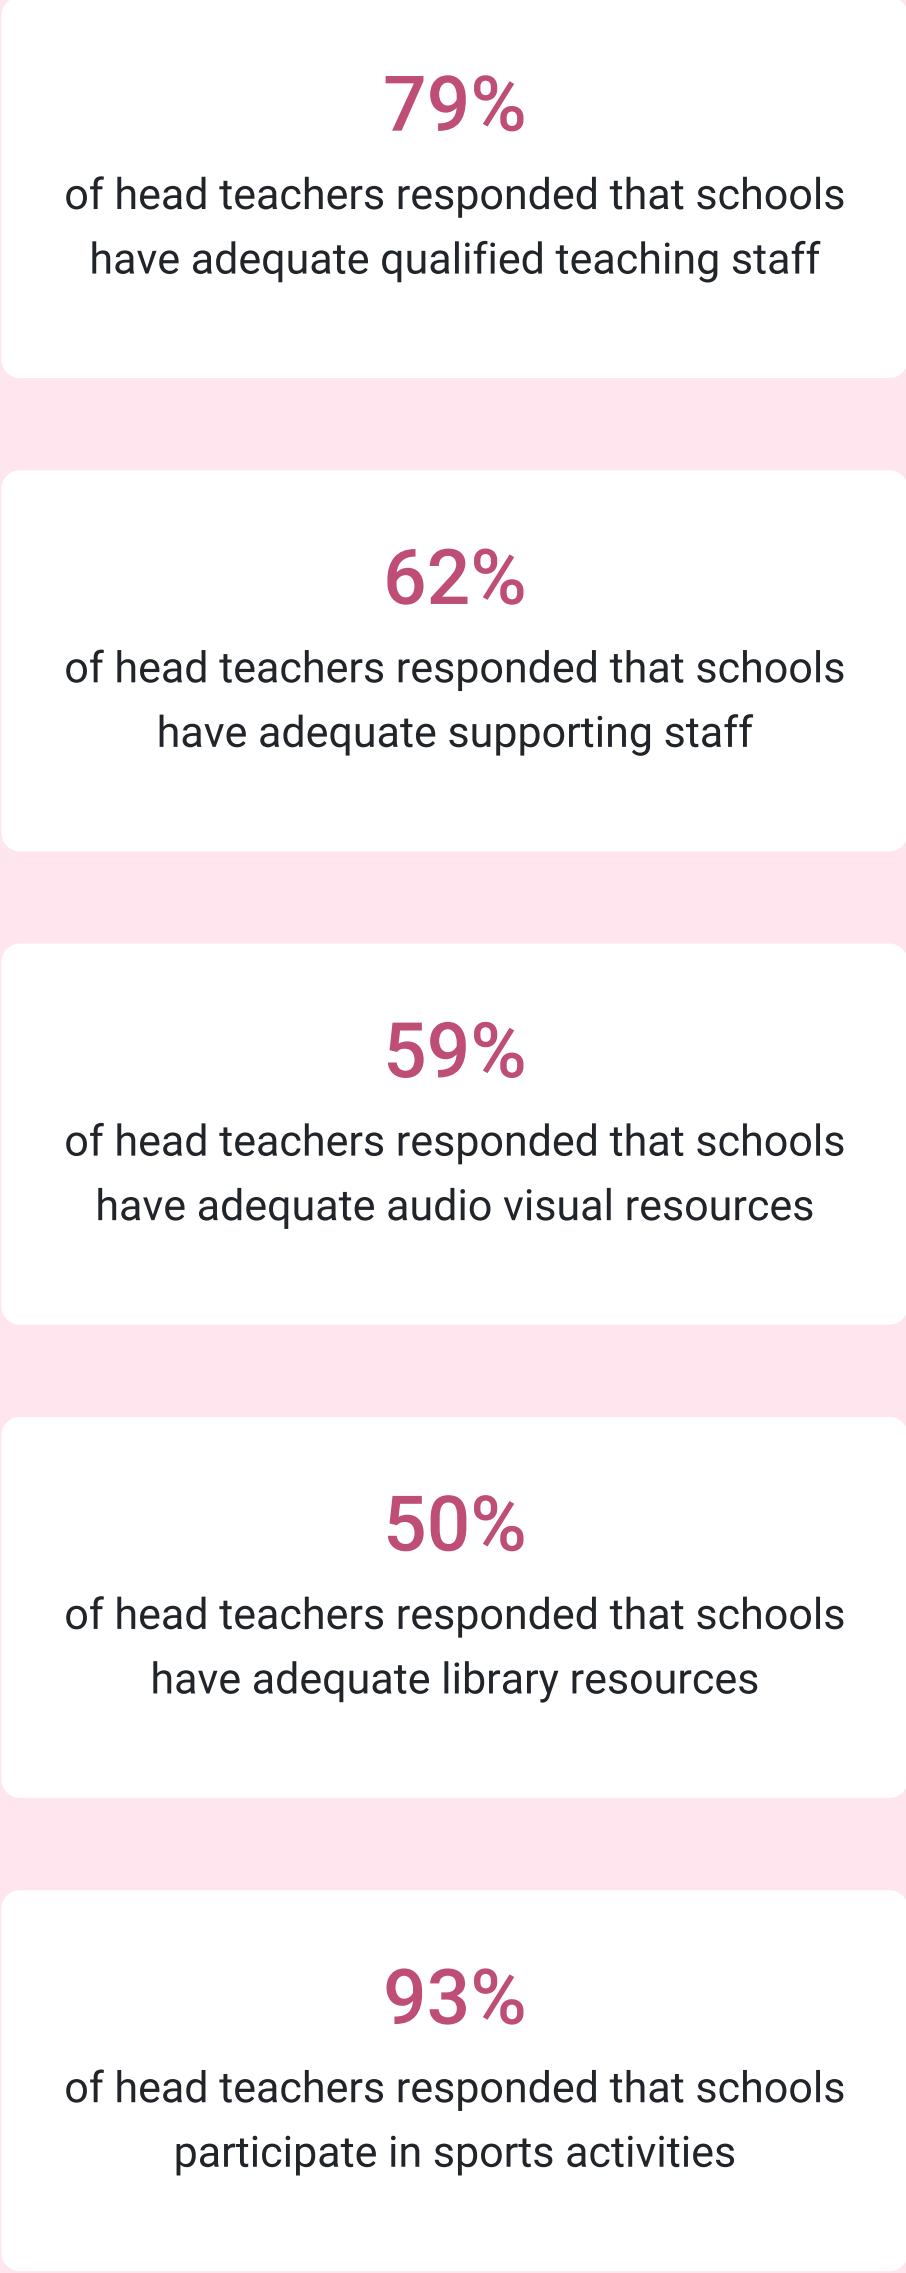 79%
of head teachers responded that schools
have adequate qualified teaching staff
62%
of head teachers responded that schools
have adequate supporting staff
59%
of head teachers responded that schools
have adequate audio visual resources
50%
of head teachers responded that schools
have adequate library resources
93%
of head teachers responded that schools
participate in sports activities